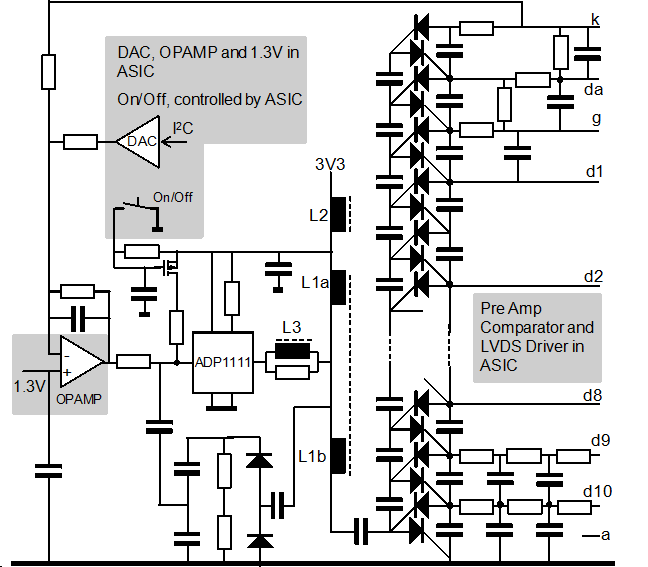 DAC, OPAMP and 1.3V in
ASIC
On/Off, controlled by ASIC
DAC
I²C
On/Off
3V3
L2
L1a
L3
ADP1111
L1b
1.3V
-
+
OPAMP
k
da
g
d1
d2
Pre Amp
Comparator and
LVDS Driver in
ASIC
d8
d9
d10
a